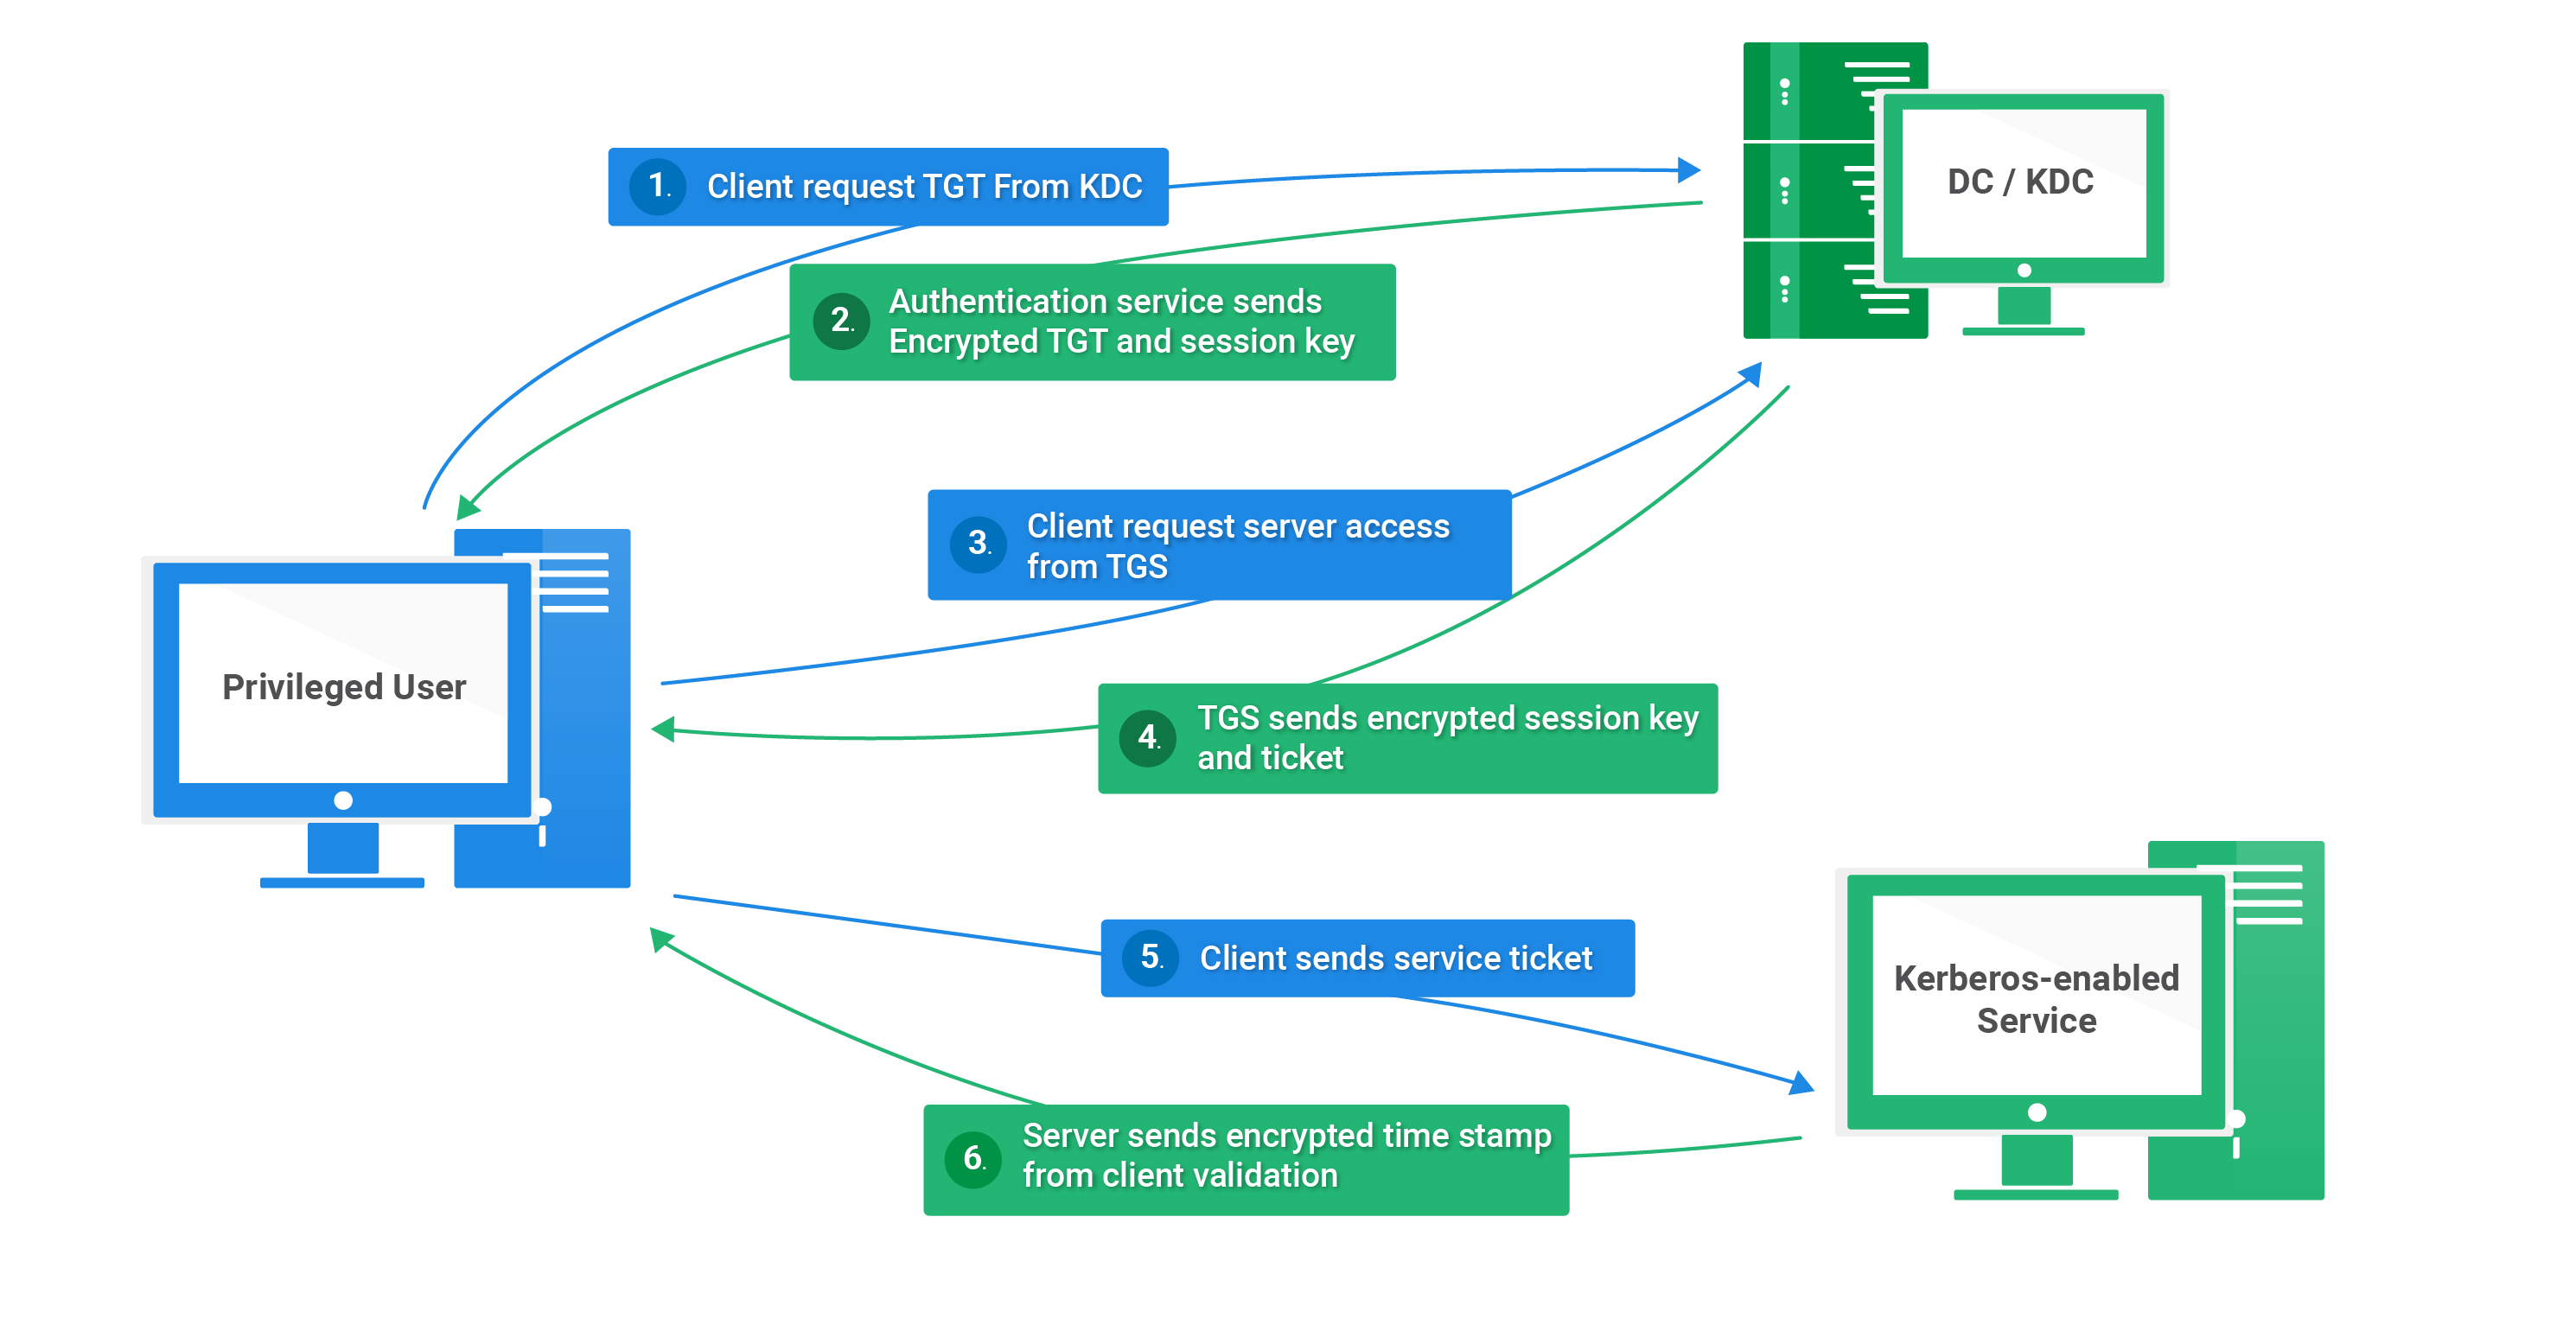 1. Client request TGT From KDC
DC / KDC
2. Authentication service sends
Encrypted TGT and session key
3. Client request server access
from TGS
Privileged User
4. TGS sends encrypted session key
and ticket
5. Client sends service ticket
Kerberos-enabled
Service
6. Server sends encrypted time stamp
from client validation